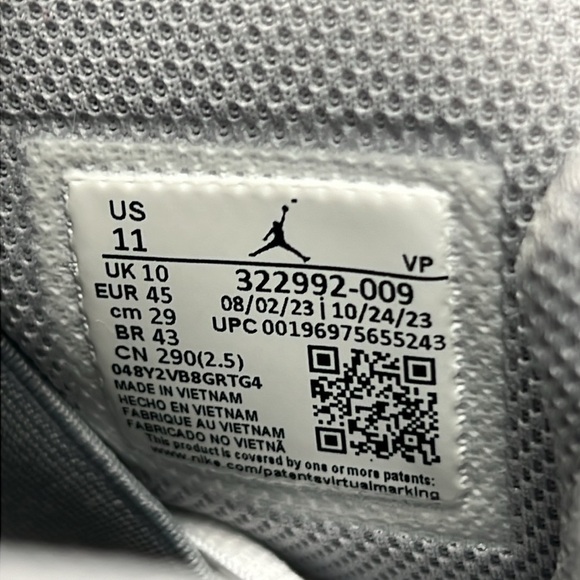 US
11
VP
UK 10
EUR 45
cm 29
BR 43
CN 290(2.5)
322992-009
08/02/23 | 10/24/23
UPC 00196975655243
048Y2VB8GRTG4
MADE IN VIETNAM
HECHO EN VIETNAM
FABRIQUE AU VIETNAM
FABRICADO NO VIETNÃ
This product is covered by one or more patents:
www.nike.com/patentsvirtualmarking